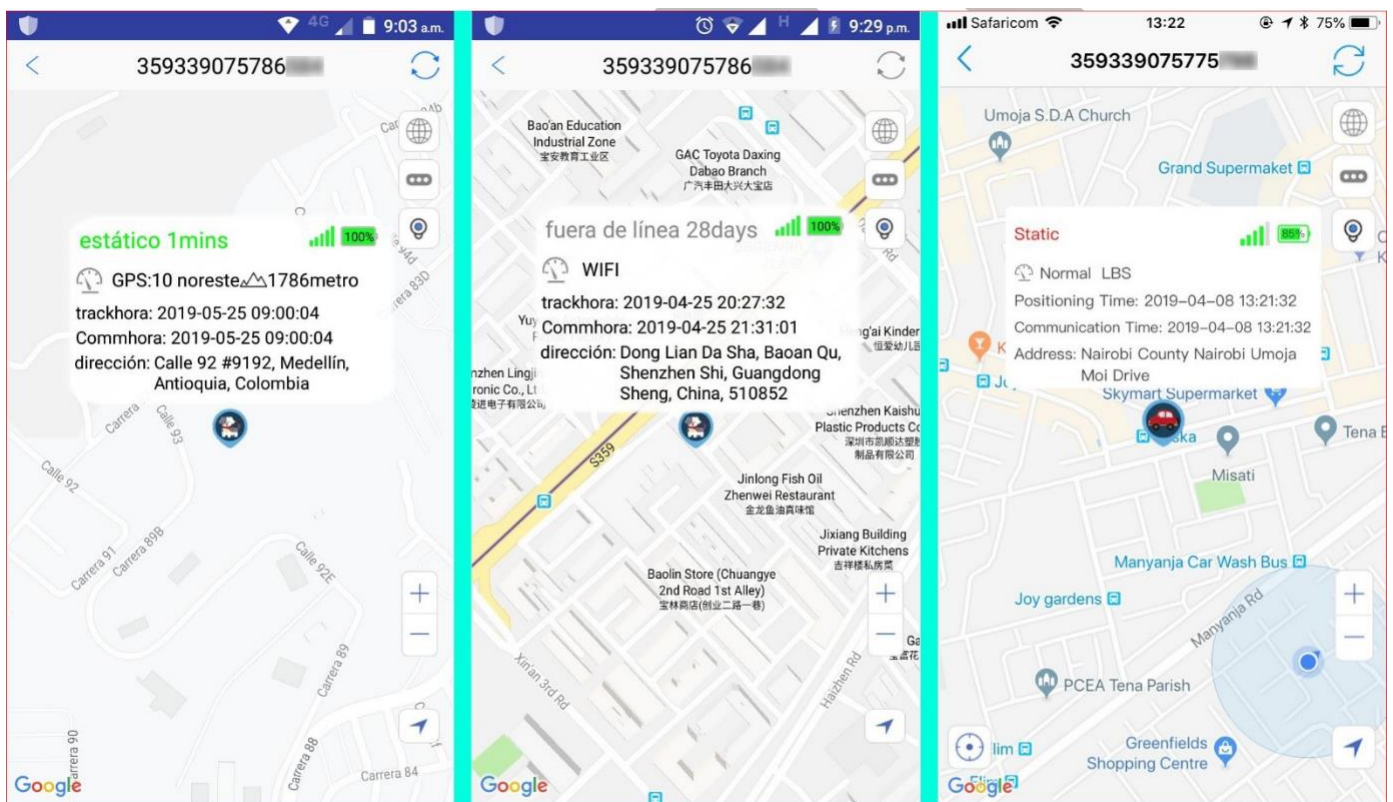 4G 9:03 a.m.
359339075786
estático 1mins 100%
GPS:10 noreste 1786metro
trackhora: 2019-05-25 09:00:04
Commhora: 2019-05-25 09:00:04
dirección: Calle 92 #9192, Medellín,
Antioquia, Colombia
Carrera 83D
Carrera
Calle 93
Calle 92
Carrera 91
Carrera 89B
Calle 92E
Carrera 89
Carrera 90
Carrera 88
Carrera 84
Google
H 9:29 p.m.
359339075786
Bao'an Education
Industrial Zone
宝安教育工业区
GAC Toyota Daxing
Dabao Branch
广汽丰田兴大宝店
fuera de línea 28days 100%
WIFI
trackhora: 2019-04-25 20:27:32
Commhora: 2019-04-25 21:31:01
dirección: Dong Lian Da Sha, Baoan Qu,
Shenzhen Shi, Guangdong
Sheng, China, 510852
Shenzhen Kaishu
Plastic Products Co
深圳市凯顺达塑胶
制品有限公司
S359
Jinlong Fish Oil
Zhenwei Restaurant
金龙鱼油真味馆
Jixiang Building
Private Kitchens
吉祥楼私房菜
Baolin Store (Chuangye
2nd Road 1st Alley)
宝林商店(创业二路一巷)
Xin'an 3rd Rd
Haizhen Rd
Google
Safaricom 13:22 75%
359339075775
Umoja S.D.A Church
Grand Supermaket
Static 85%
Normal LBS
Positioning Time: 2019-04-08 13:21:32
Communication Time: 2019-04-08 13:21:32
Address: Nairobi County Nairobi Umoja
Moi Drive
Skymart Supermarket
Tena E
Misati
Manyanja Car Wash Bus
Joy gardens
Manyanja Rd
PCEA Tena Parish
Greenfields
Shopping Centre
Google